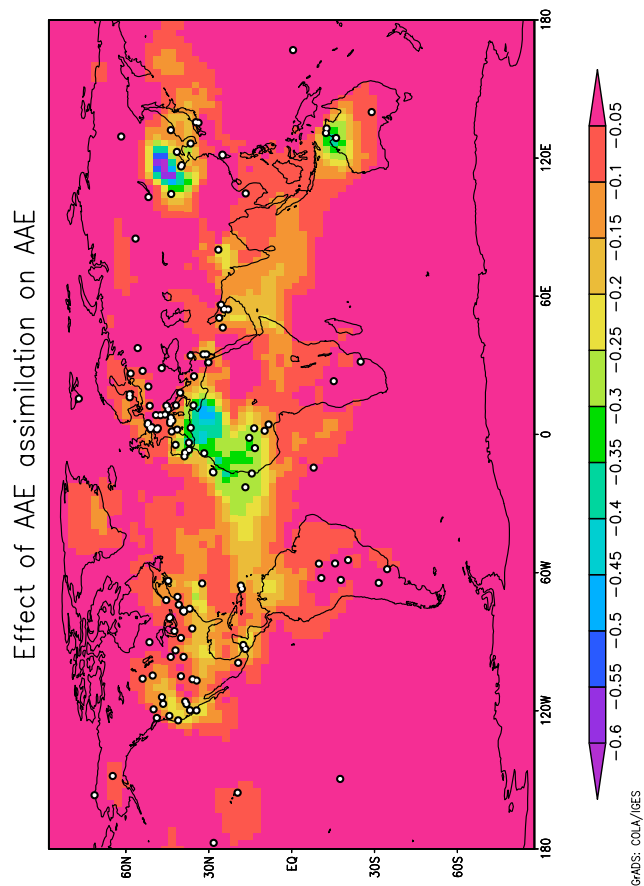 Effect of AAE assimilation on AAE
180
120E
60E
0
60W
120W
180
60N
30N
EQ
30S
60S
-0.05
-0.1
-0.15
-0.2
-0.25
-0.3
-0.35
-0.4
-0.45
-0.5
-0.55
-0.6
GrADS: COLA/IGES